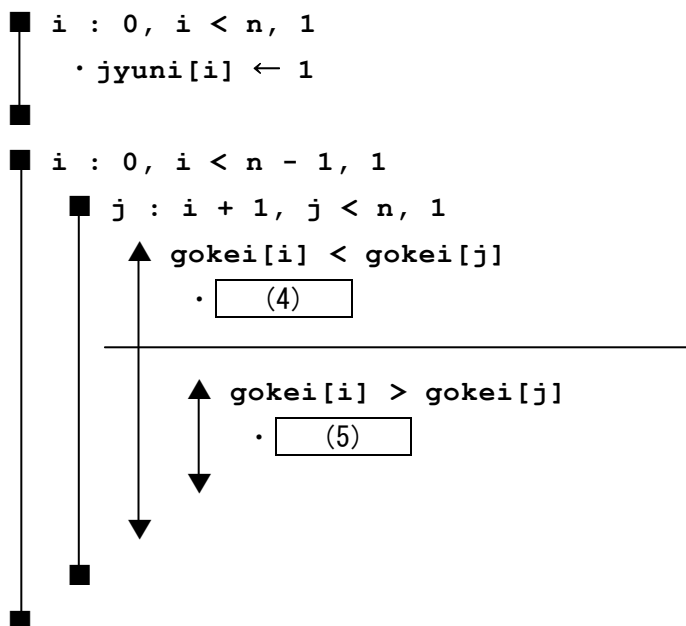 ■ i : 0, i < n, 1
・jyuni[i] ← 1
■
■ i : 0, i < n - 1, 1
■ j : i + 1, j < n, 1
▲ gokei[i] < gokei[j]
・ (4)
▲ gokei[i] > gokei[j]
・ (5)
▼
▼
■
■